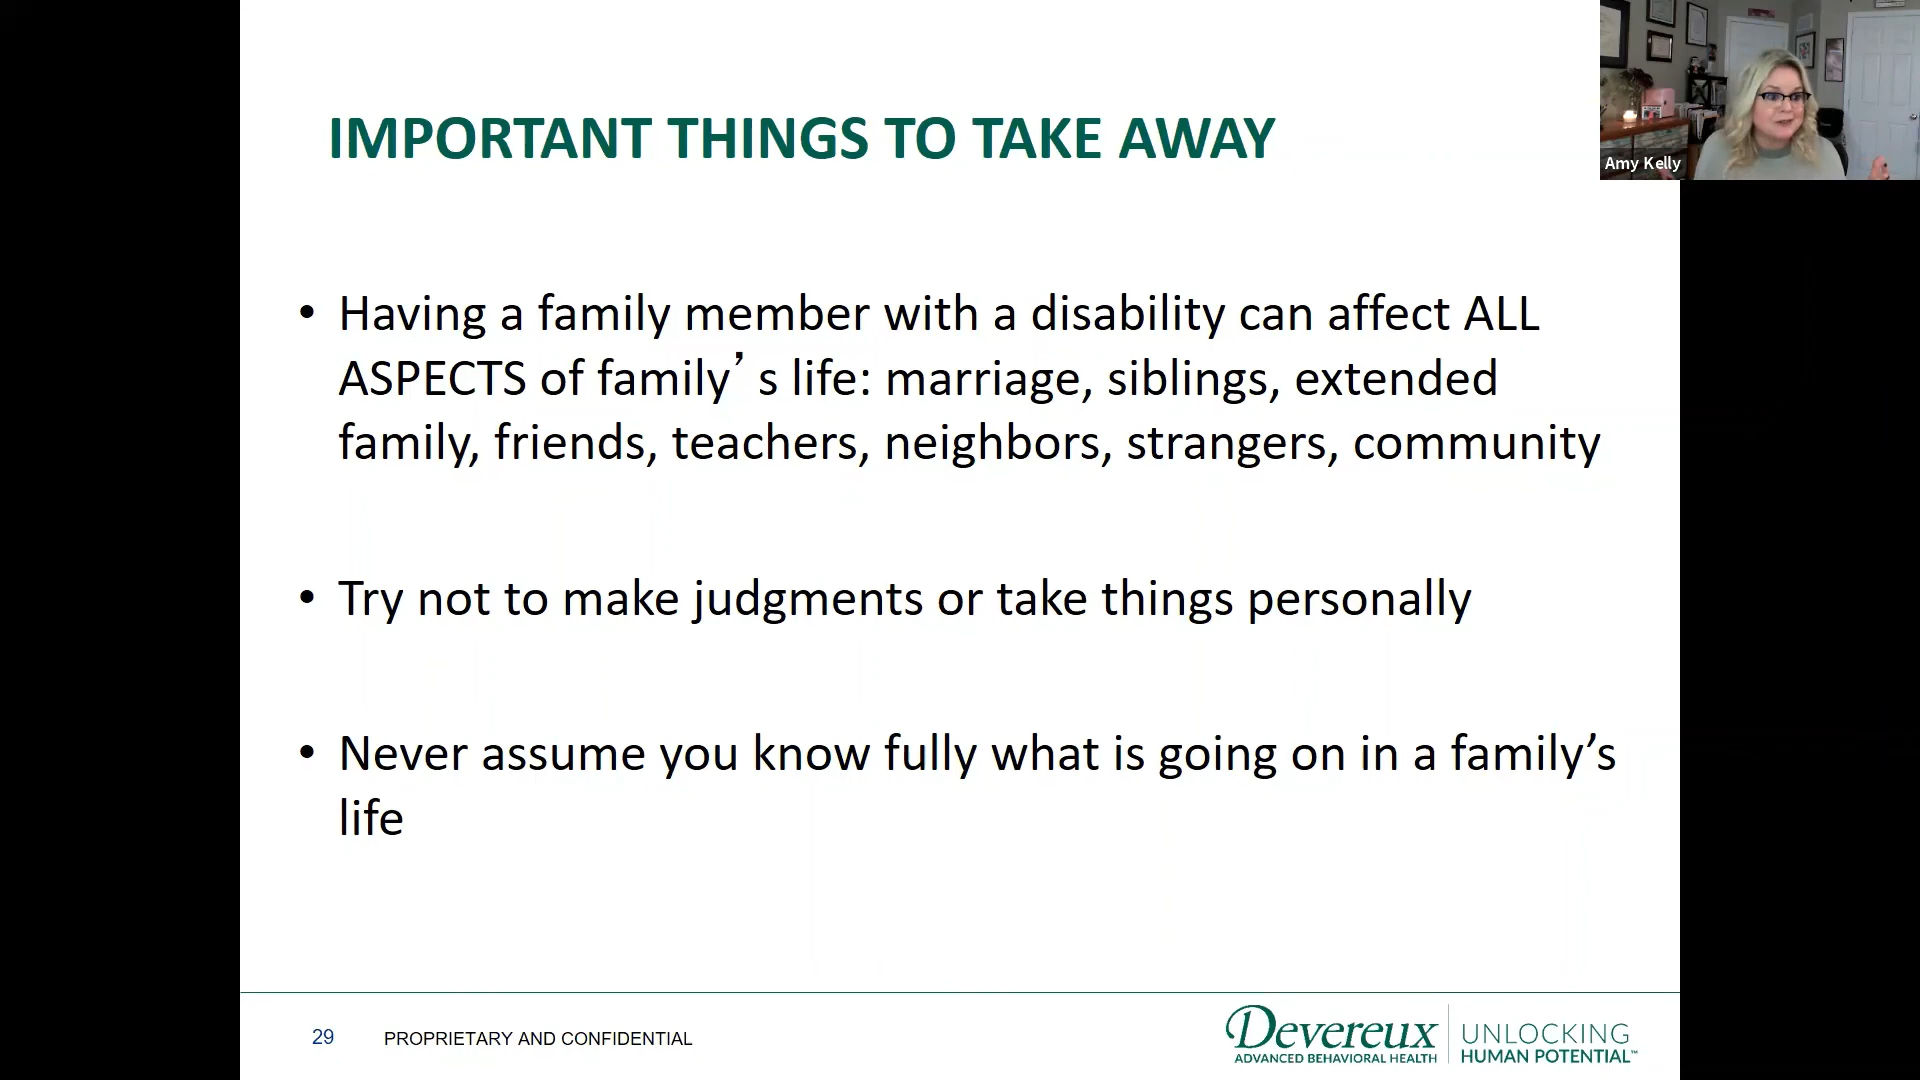 IMPORTANT THINGS TO TAKE AWAY
Amy Kelly
• Having a family member with a disability can affect ALL
ASPECTS of family’ s life: marriage, siblings, extended
family, friends, teachers, neighbors, strangers, community
• Try not to make judgments or take things personally
• Never assume you know fully what is going on in a family’s
life
29 PROPRIETARY AND CONFIDENTIAL
Devereux
ADVANCED BEHAVIORAL HEALTH
UNLOCKING
HUMAN POTENTIAL™